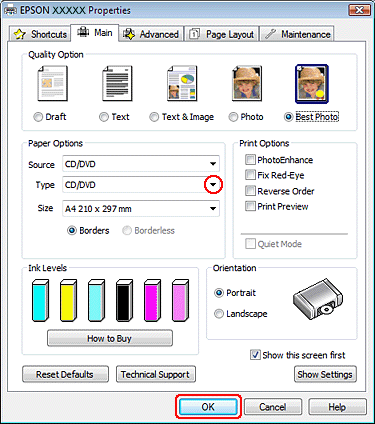 EPSON XXXXX Properties
Shortcuts Main Advanced Page Layout Maintenance
Quality Option
Draft Text Text & Image Photo Best Photo
Paper Options
Source CD/DVD
Type CD/DVD
Size A4 210 x 297 mm
Borders Borderless
Print Options
PhotoEnhance
Fix Red-Eye
Reverse Order
Print Preview
Quiet Mode
Ink Levels
How to Buy
Orientation
Portrait
Landscape
Show this screen first
Reset Defaults Technical Support Show Settings
OK Cancel Help